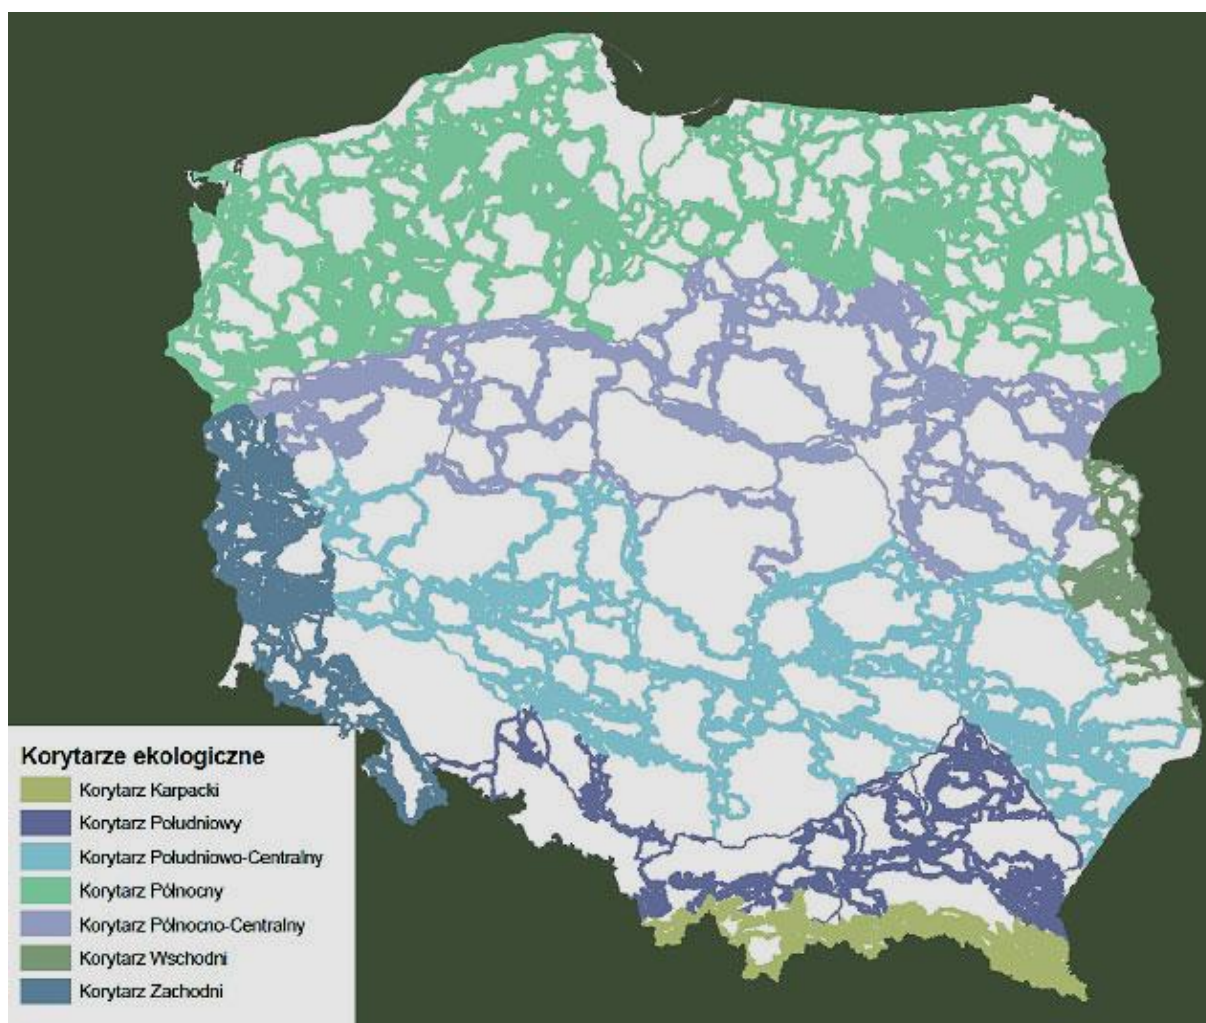 Korytarze ekologiczne
Korytarz Karpacki
Korytarz Południowy
Korytarz Południowo-Centralny
Korytarz Północny
Korytarz Północno-Centralny
Korytarz Wschodni
Korytarz Zachodni